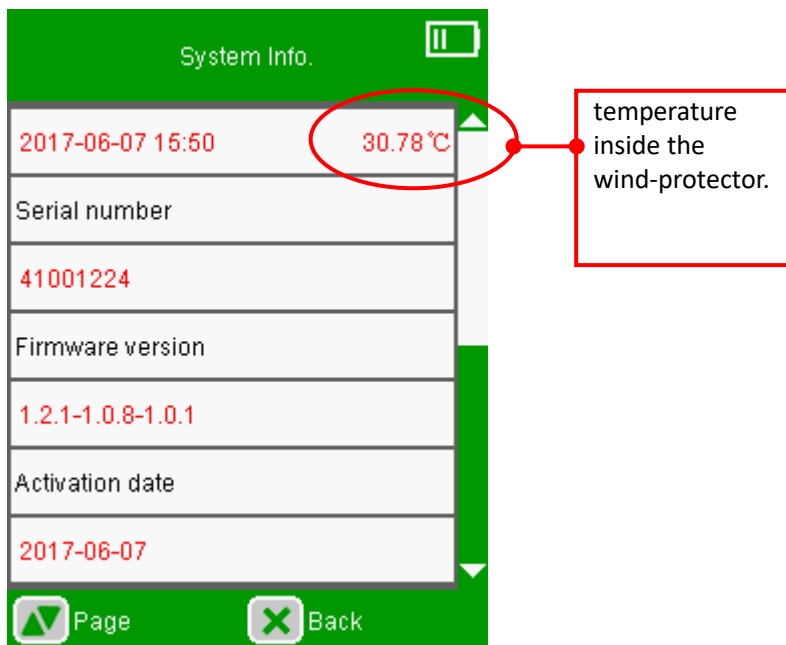 System Info.
2017-06-07 15:50 30.78℃
temperature
inside the
wind-protector.
Serial number
41001224
Firmware version
1.2.1-1.0.8-1.0.1
Activation date
2017-06-07
Page Back